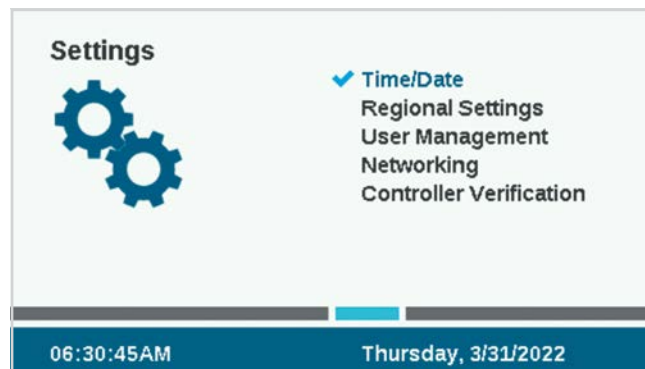 Settings
Time/Date
Regional Settings
User Management
Networking
Controller Verification
06:30:45AM
Thursday, 3/31/2022